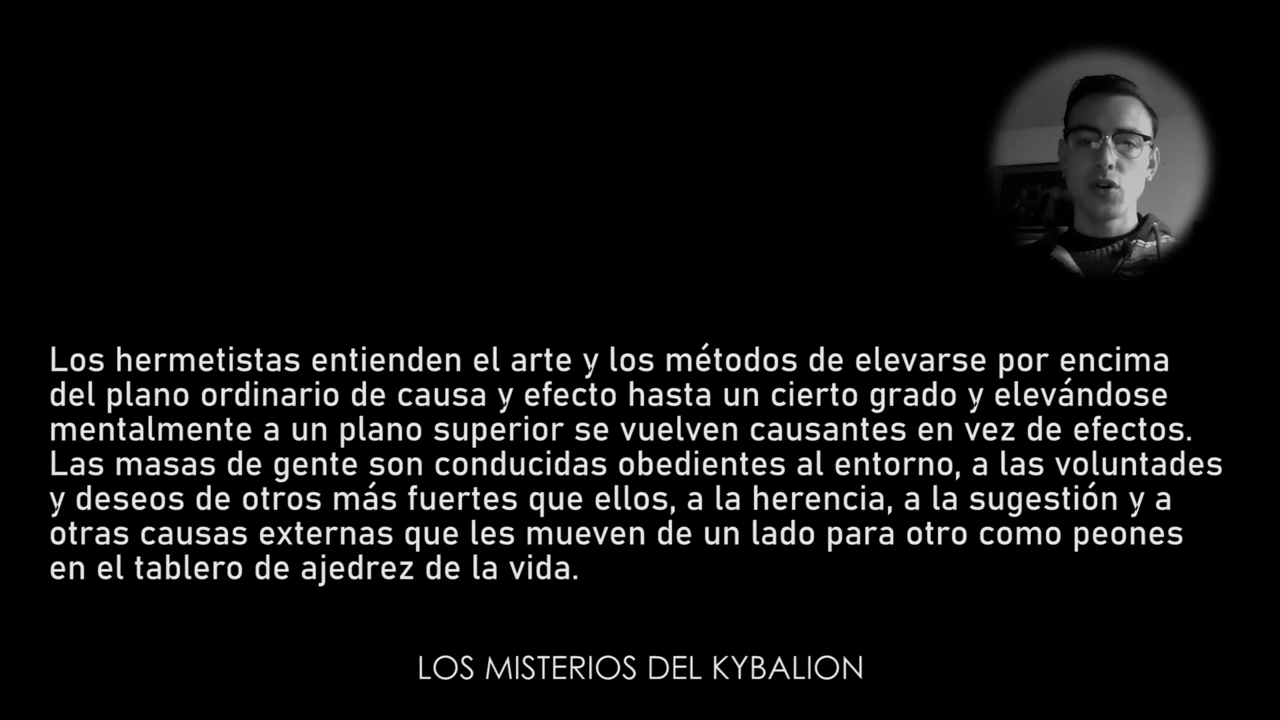 Los hermetistas entienden el arte y los métodos de elevarse por encima
del plano ordinario de causa y efecto hasta un cierto grado y elevándose
mentalmente a un plano superior se vuelven causantes en vez de efectos.
Las masas de gente son conducidas obedientes al entorno, a las voluntades
y deseos de otros más fuertes que ellos, a la herencia, a la sugestión y a
otras causas externas que les mueven de un lado para otro como peones
en el tablero de ajedrez de la vida.
LOS MISTERIOS DEL KYBALION